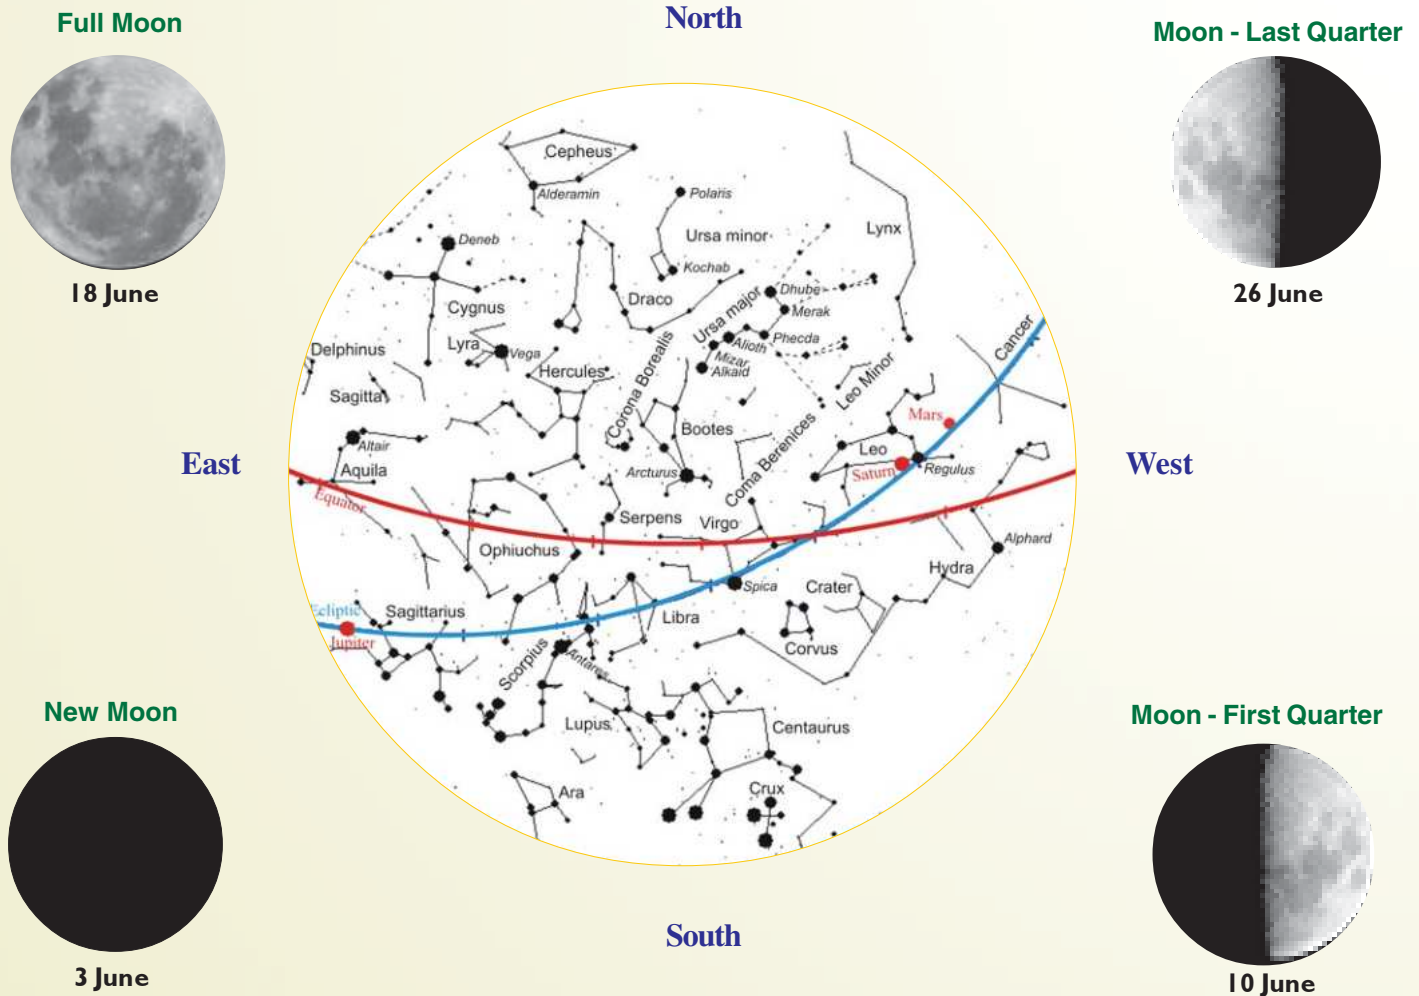 Full Moon
North
Moon - Last Quarter
18 June
26 June
East
West
New Moon
Moon - First Quarter
3 June
South
10 June
Cepheus
Alderamin
Polaris
Ursa minor
Lynx
Deneb
Kochab
Cygnus
Draco
Dhube
Ursa major
Merak
Phecda
Alioth
Mizar
Alkaid
Cancer
Delphinus
Lyra
Vega
Hercules
Corona Borealis
Leo Minor
Sagitta
Mars
Altair
Bootes
Coma Berenices
Leo
Aquila
Arcturus
Saturn
Regulus
Equator
Serpens
Virgo
Ophiuchus
Alphard
Hydra
Spica
Crater
Ecliptic
Sagittarius
Libra
Jupiter
Corvus
Scorpius
Antares
Lupus
Centaurus
Ara
Crux